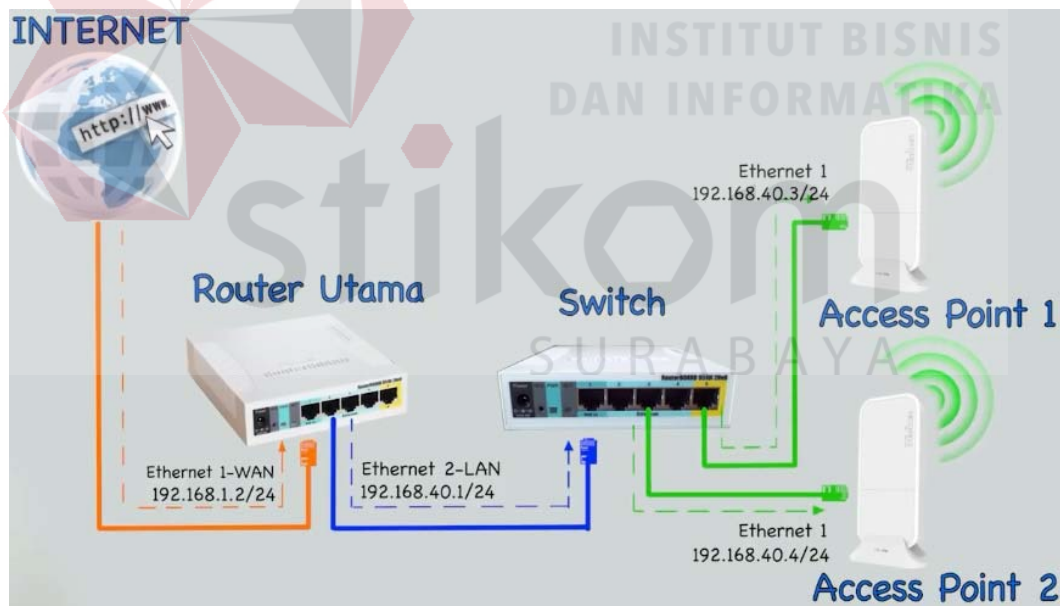 INTERNET
INSTITUT BISNIS
DAN INFORMATIKA
http://www.
stikom
SURABAYA
Ethernet 1
192.168.40.3/24
Access Point 1
Router Utama
Switch
Ethernet 1-WAN
192.168.1.2/24
Ethernet 2-LAN
192.168.40.1/24
Ethernet 1
192.168.40.4/24
Access Point 2